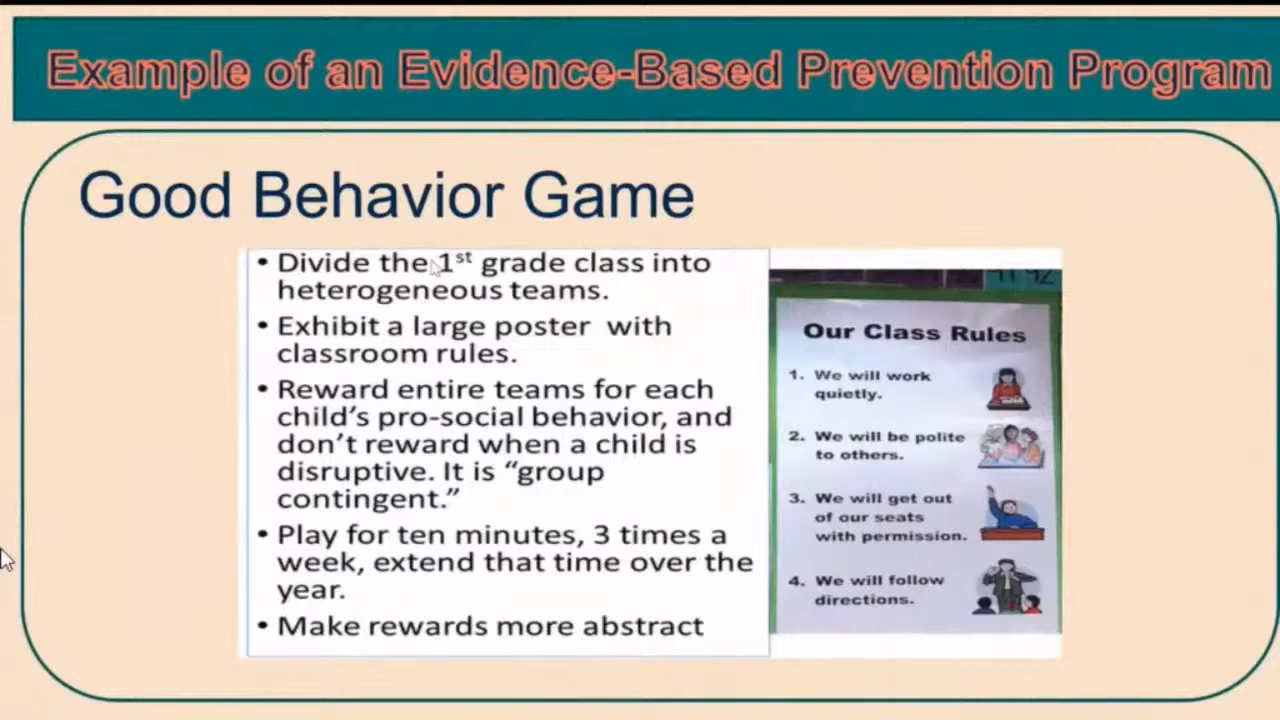 Example of an Evidence-Based Prevention Program
Good Behavior Game
• Divide the 1st grade class into
heterogeneous teams.
• Exhibit a large poster with
classroom rules.
• Reward entire teams for each
child's pro-social behavior, and
don't reward when a child is
disruptive. It is “group
contingent.”
• Play for ten minutes, 3 times a
week, extend that time over the
year.
• Make rewards more abstract
Our Class Rules
1. We will work
quietly.
2. We will be polite
to others.
3. We will get out
of our seats
with permission.
4. We will follow
directions.